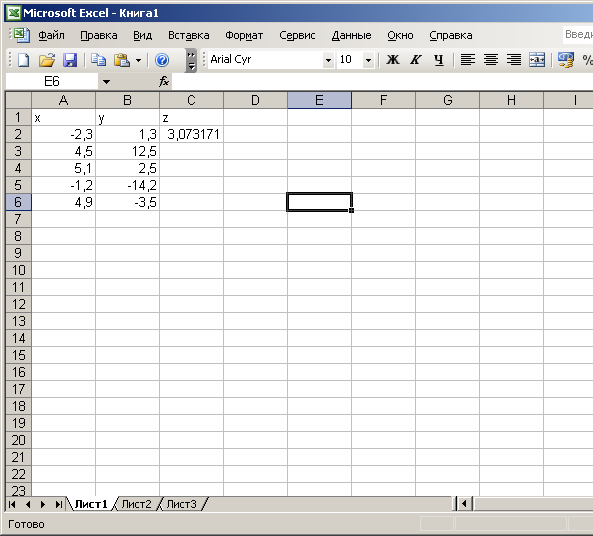 Microsoft Excel - Книга1
Файл Правка Вид Вставка Формат Сервис Данные Окно Справка Введ
Arial Cyr 10 Ж К Ч %
E6 fx
A B C D E F G H I
1 x y z
2 -2,3 1,3 3,073171
3 4,5 12,5
4 5,1 2,5
5 -1,2 -14,2
6 4,9 -3,5
7
8
9
10
11
12
13
14
15
16
17
18
19
20
21
22
23
Лист1 Лист2 Лист3
Готово